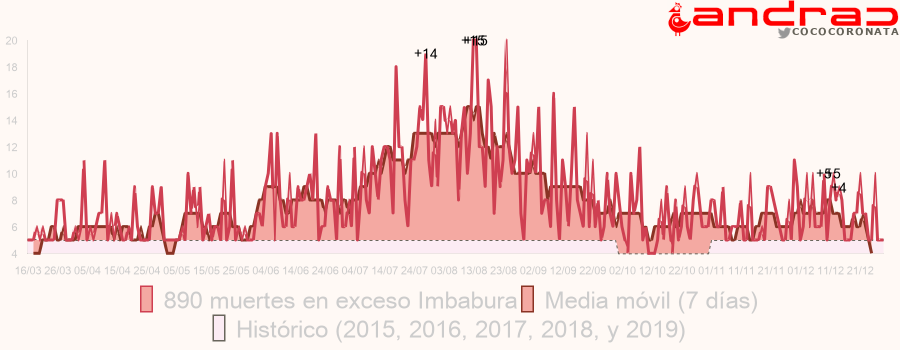 andrac
COCOCORONATA
20
18
16
14
12
10
8
6
4
+14
+15
+15
+5
+4
16/03 26/03 05/04 14/04 26/04 05/05 15/05 25/05 04/06 14/06 24/06 04/07 14/07 24/07 03/08 13/08 23/08 02/09 12/09 22/09 02/10 12/10 22/10 01/11 11/11 21/11 01/12 11/12 21/12
890 muertes en exceso Imbabura Media móvil (7 días)
Histórico (2015, 2016, 2017, 2018, y 2019)